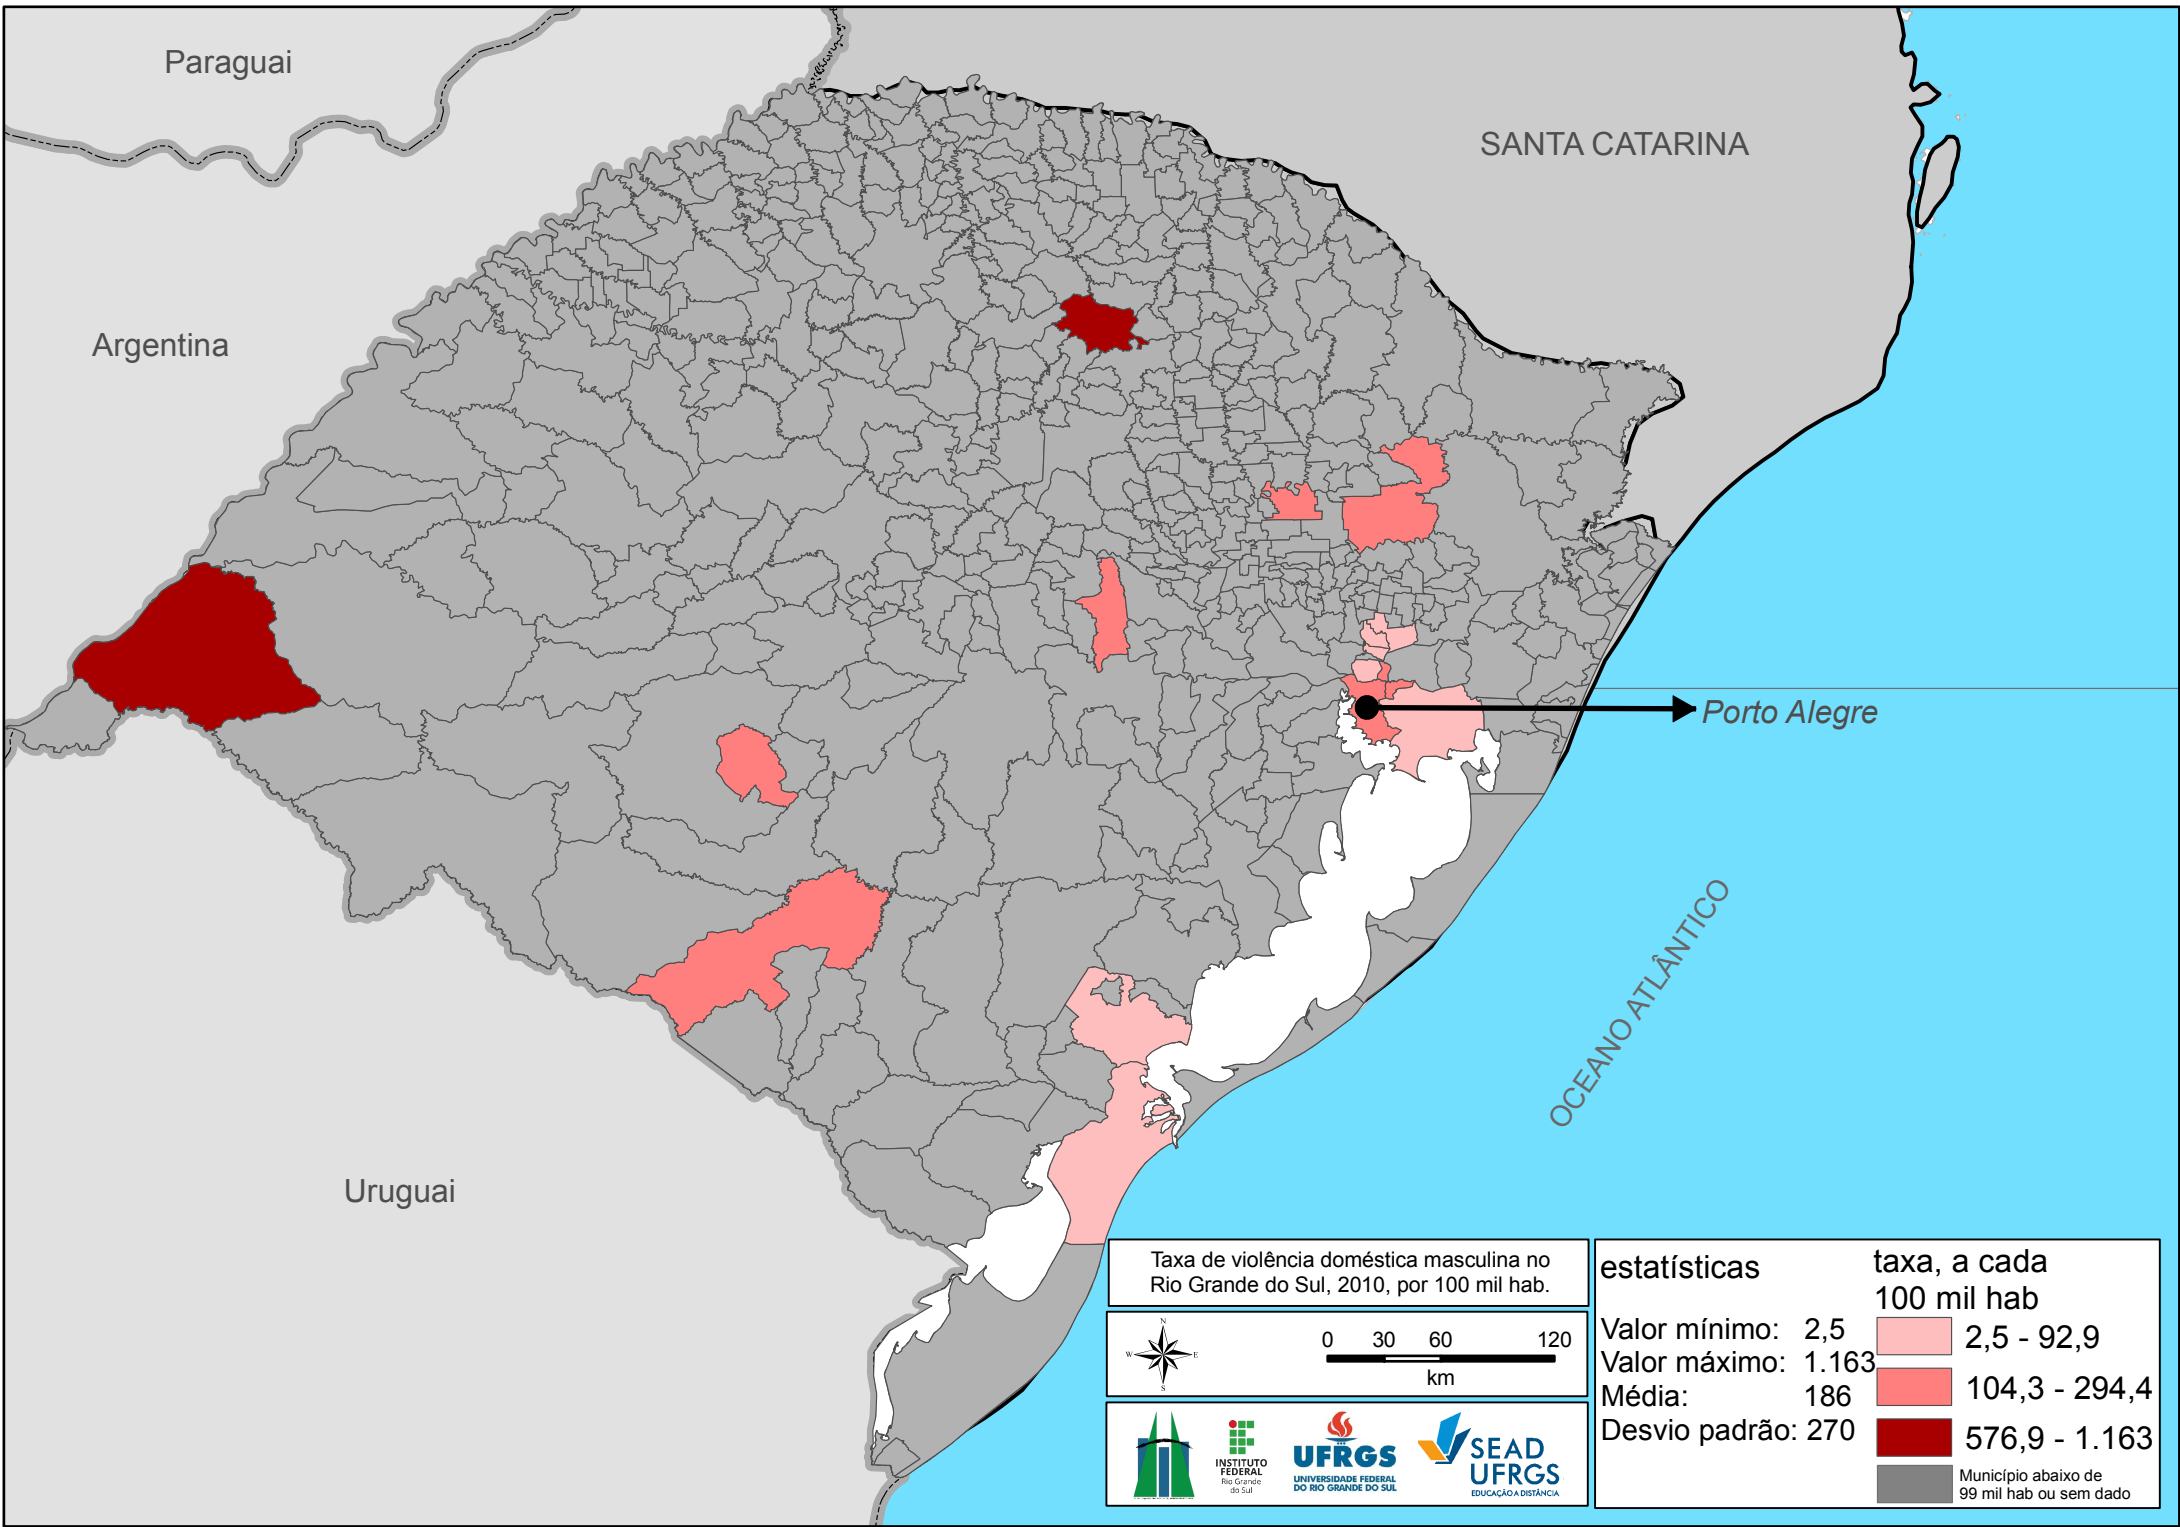 Paraguai
SANTA CATARINA
Argentina
Porto Alegre
OCEANO ATLÂNTICO
Uruguai
Taxa de violência doméstica masculina no
Rio Grande do Sul, 2010, por 100 mil hab.
N
W
E
S
0 30 60 120
km
INSTITUTO
FEDERAL
Rio Grande
do Sul
UFRGS
UNIVERSIDADE FEDERAL
DO RIO GRANDE DO SUL
SEAD
UFRGS
EDUCAÇÃO A DISTÂNCIA
estatísticas
Valor mínimo: 2,5
Valor máximo: 1.163
Média: 186
Desvio padrão: 270
taxa, a cada
100 mil hab
2,5 - 92,9
104,3 - 294,4
576,9 - 1.163
Município abaixo de
99 mil hab ou sem dado